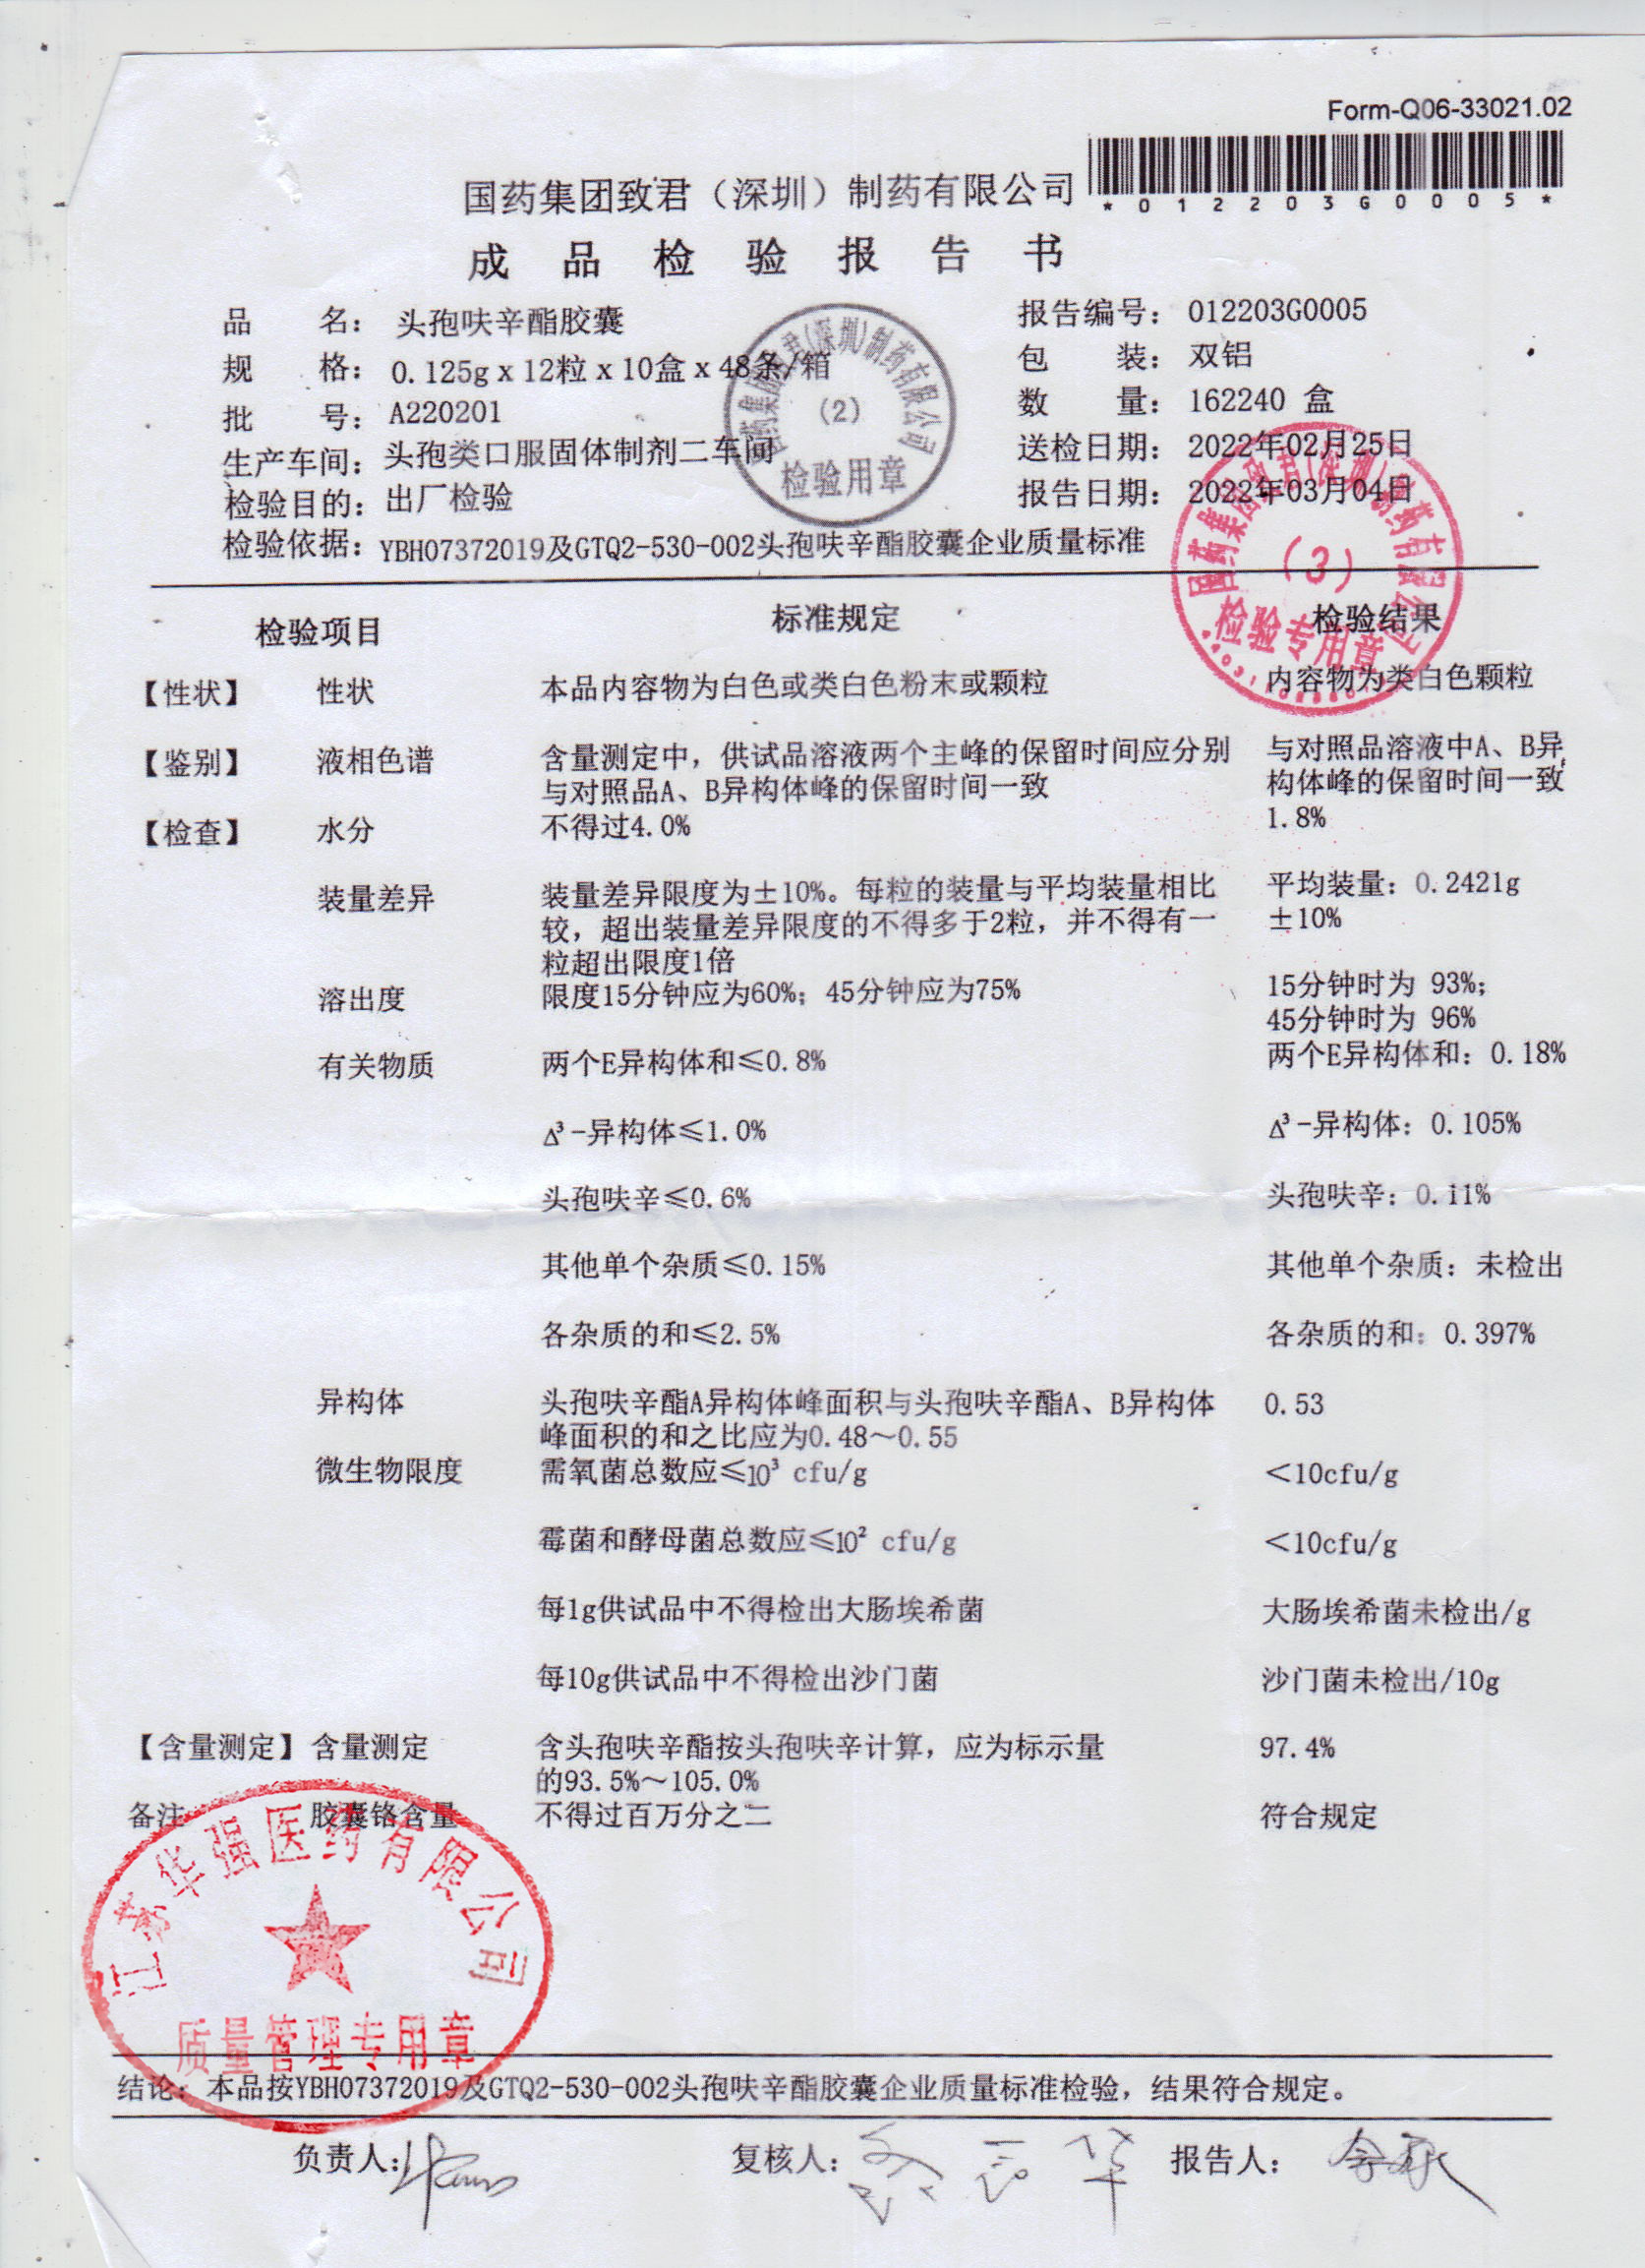 Form-Q06-33021.02
国药集团致君（深圳）制药有限公司
*012203G0005*
成品检验报告书
品名： 头孢呋辛酯胶囊
报告编号： 012203G0005
规格： 0.125g x 12粒 x 10盒 x 48条/箱
包装： 双铝
批号： A220201
数量： 162240 盒
生产车间： 头孢类口服固体制剂二车间
送检日期： 2022年02月25日
检验目的： 出厂检验
报告日期： 2022年03月04日
检验依据： YBH07372019及GTQ2-530-002头孢呋辛酯胶囊企业质量标准
国药集团致君(深圳)制药有限公司
(2)
检验用章
国药集团致君(深圳)制药有限公司
(3)
检验专用章
检验项目 标准规定 检验结果
【性状】 性状 本品内容物为白色或类白色粉末或颗粒 内容物为类白色颗粒
【鉴别】 液相色谱 含量测定中，供试品溶液两个主峰的保留时间应分别 与对照品溶液中A、B异
与对照品A、B异构体峰的保留时间一致 构体峰的保留时间一致
【检查】 水分 不得过4.0% 1.8%
装量差异 装量差异限度为±10%。每粒的装量与平均装量相比 平均装量：0.2421g
较，超出装量差异限度的不得多于2粒，并不得有一 ±10%
粒超出限度1倍
溶出度 限度15分钟应为60%；45分钟应为75% 15分钟时为 93%；
45分钟时为 96%
有关物质 两个E异构体和≤0.8% 两个E异构体和：0.18%
Δ³-异构体≤1.0% Δ³-异构体：0.105%
头孢呋辛≤0.6% 头孢呋辛：0.11%
其他单个杂质≤0.15% 其他单个杂质：未检出
各杂质的和≤2.5% 各杂质的和：0.397%
异构体 头孢呋辛酯A异构体峰面积与头孢呋辛酯A、B异构体 0.53
峰面积的和之比应为0.48～0.55
微生物限度 需氧菌总数应≤10³ cfu/g ＜10cfu/g
霉菌和酵母菌总数应≤10² cfu/g ＜10cfu/g
每1g供试品中不得检出大肠埃希菌 大肠埃希菌未检出/g
每10g供试品中不得检出沙门菌 沙门菌未检出/10g
【含量测定】 含量测定 含头孢呋辛酯按头孢呋辛计算，应为标示量 97.4%
的93.5%～105.0%
备注 胶囊铬含量 不得过百万分之二 符合规定
江苏华强医药有限公司
质量管理专用章
结论：本品按YBH07372019及GTQ2-530-002头孢呋辛酯胶囊企业质量标准检验，结果符合规定。
负责人： 复核人： 报告人：